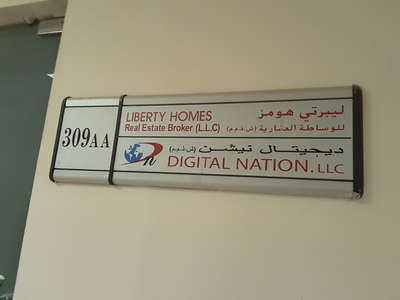 309AA
LIBERTY HOMES
ليبرتي هومز
Real Estate Broker (L.L.C)
للوساطة العقارية (ش.ذ.م.م)
ديجيتال نيشن (ش.ذ.م.م)
DIGITAL NATION.LLC